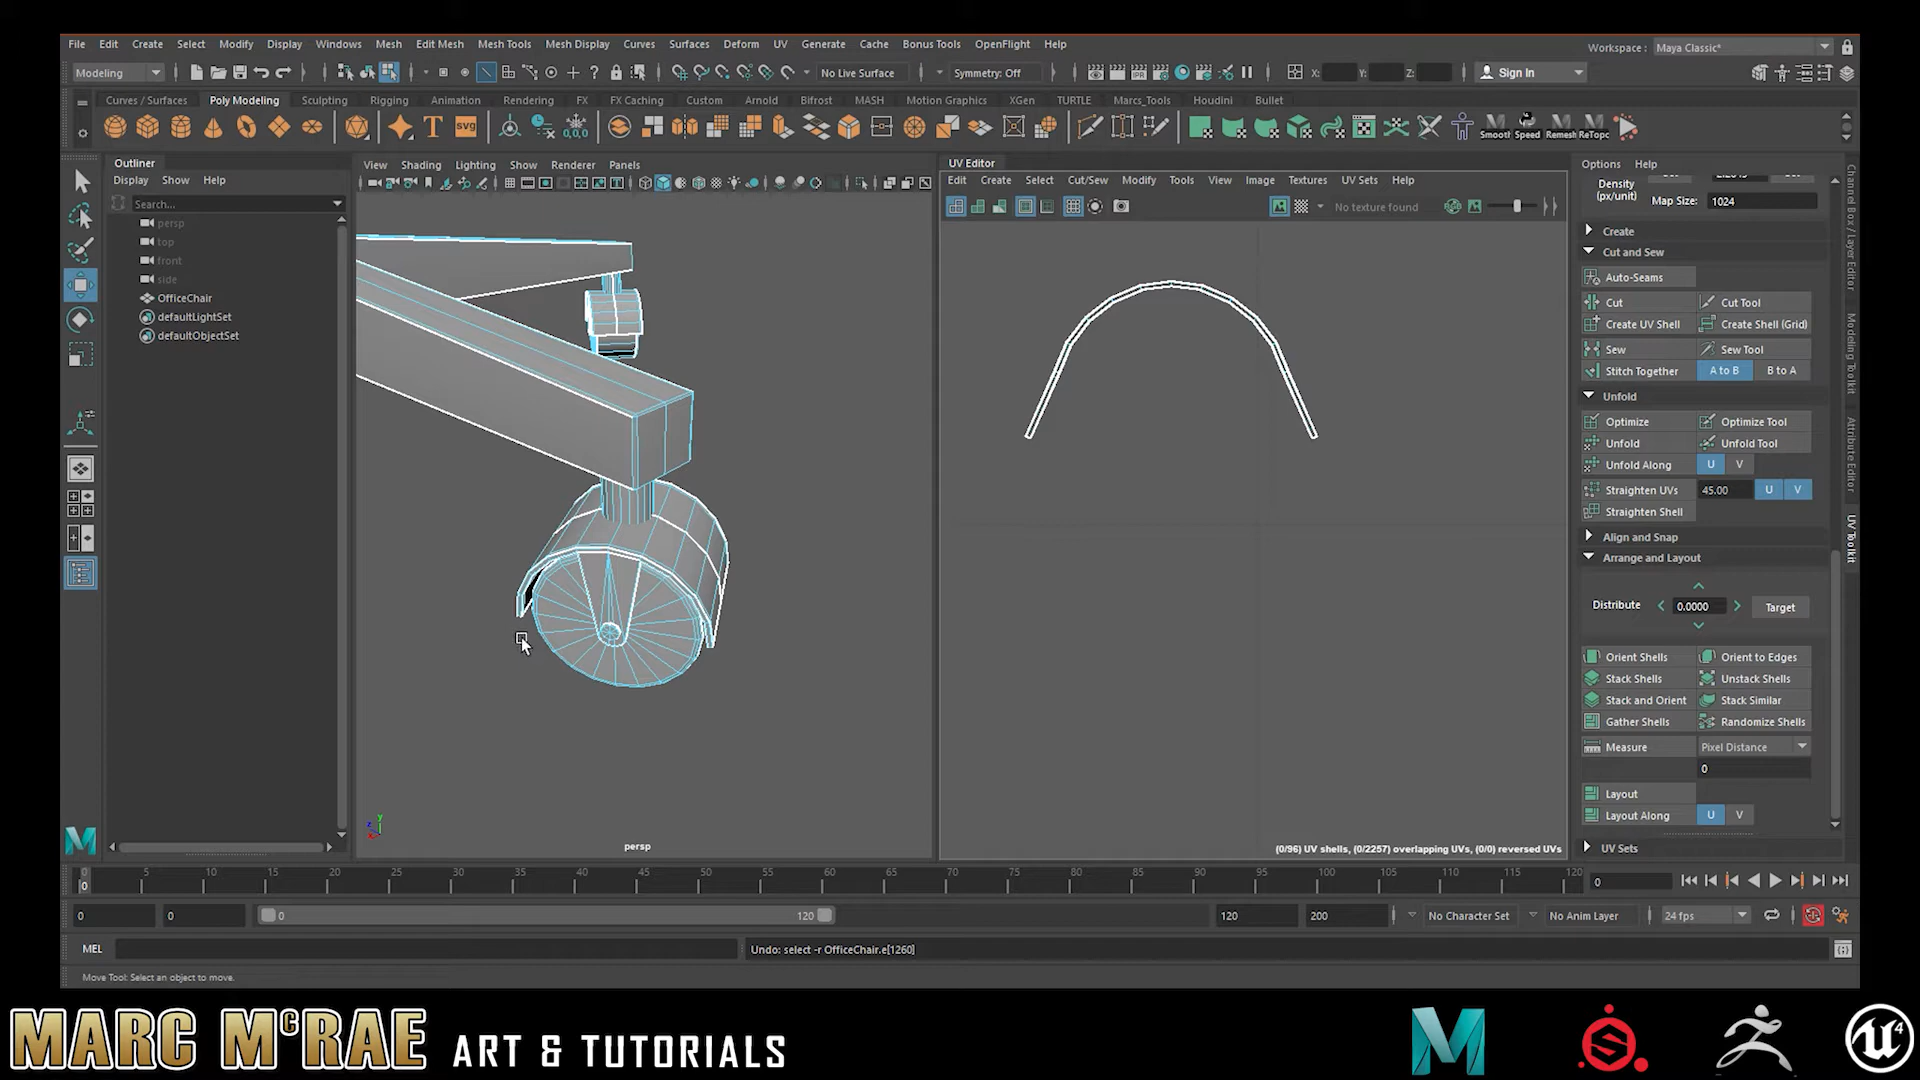 File Edit Create Select Modify Display Windows Mesh Edit Mesh Mesh Tools Mesh Display Curves Surfaces Deform UV Generate Cache Bonus Tools OpenFlight Help Workspace : Maya Classic*
Modeling No Live Surface Symmetry: Off X: Y: Z: Sign In
Curves / Surfaces Poly Modeling Sculpting Rigging Animation Rendering FX FX Caching Custom Arnold Bifrost MASH Motion Graphics XGen TURTLE Marcs_Tools Houdini Bullet
T svg 0,0,0 Smooth Speed Remesh ReTopo
Outliner
Display Show Help
Search...
persp
top
front
side
OfficeChair
defaultLightSet
defaultObjectSet
View Shading Lighting Show Renderer Panels
persp
UV Editor
Edit Create Select Cut/Sew Modify Tools View Image Textures UV Sets Help
No texture found
(0/96) UV shells, (0/2257) overlapping UVs, (0/0) reversed UVs
Options Help
Density
(px/unit) Map Size: 1024
Create
Cut and Sew
Auto-Seams
Cut Cut Tool
Create UV Shell Create Shell (Grid)
Sew Sew Tool
Stitch Together A to B B to A
Unfold
Optimize Optimize Tool
Unfold Unfold Tool
Unfold Along U V
Straighten UVs 45.00 U V
Straighten Shell
Align and Snap
Arrange and Layout
Distribute 0.0000 Target
Orient Shells Orient to Edges
Stack Shells Unstack Shells
Stack and Orient Stack Similar
Gather Shells Randomize Shells
Measure Pixel Distance
0
Layout
Layout Along U V
UV Sets
Channel Box / Layer Editor
Modeling Toolkit
Attribute Editor
UV Toolkit
0 5 10 15 20 25 30 35 40 45 50 55 60 65 70 75 80 85 90 95 100 105 110 115 120
0 0
0 0 0 120 120 200 No Character Set No Anim Layer 24 fps
MEL Undo: select -r OfficeChair.e[1260]
Move Tool: Select an object to move.
MARC McRAE ART & TUTORIALS